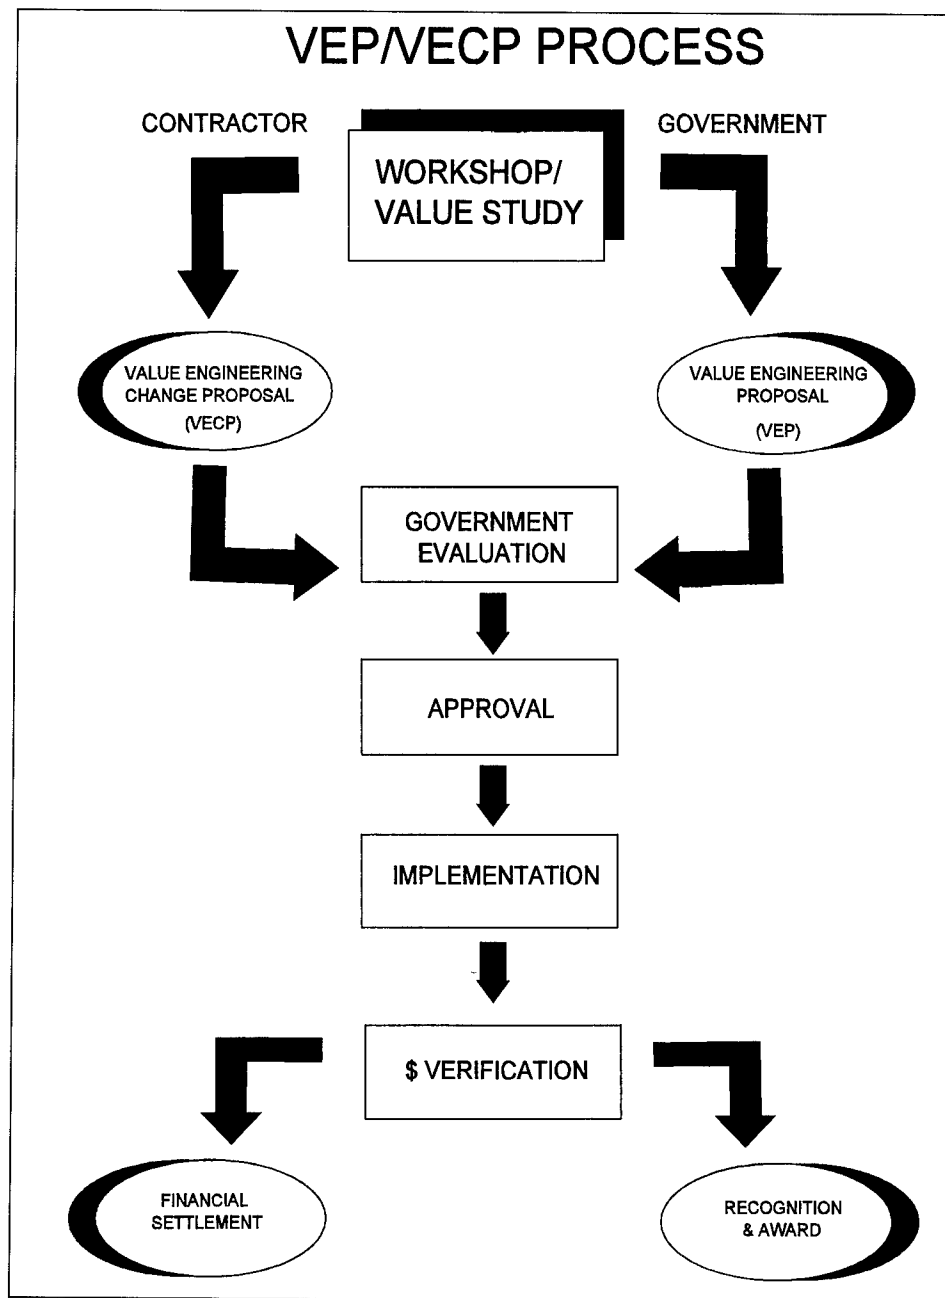 VEP/VECP PROCESS
CONTRACTOR
GOVERNMENT
WORKSHOP/
VALUE STUDY
VALUE ENGINEERING
CHANGE PROPOSAL
(VECP)
VALUE ENGINEERING
PROPOSAL
(VEP)
GOVERNMENT
EVALUATION
APPROVAL
IMPLEMENTATION
$ VERIFICATION
FINANCIAL
SETTLEMENT
RECOGNITION
& AWARD